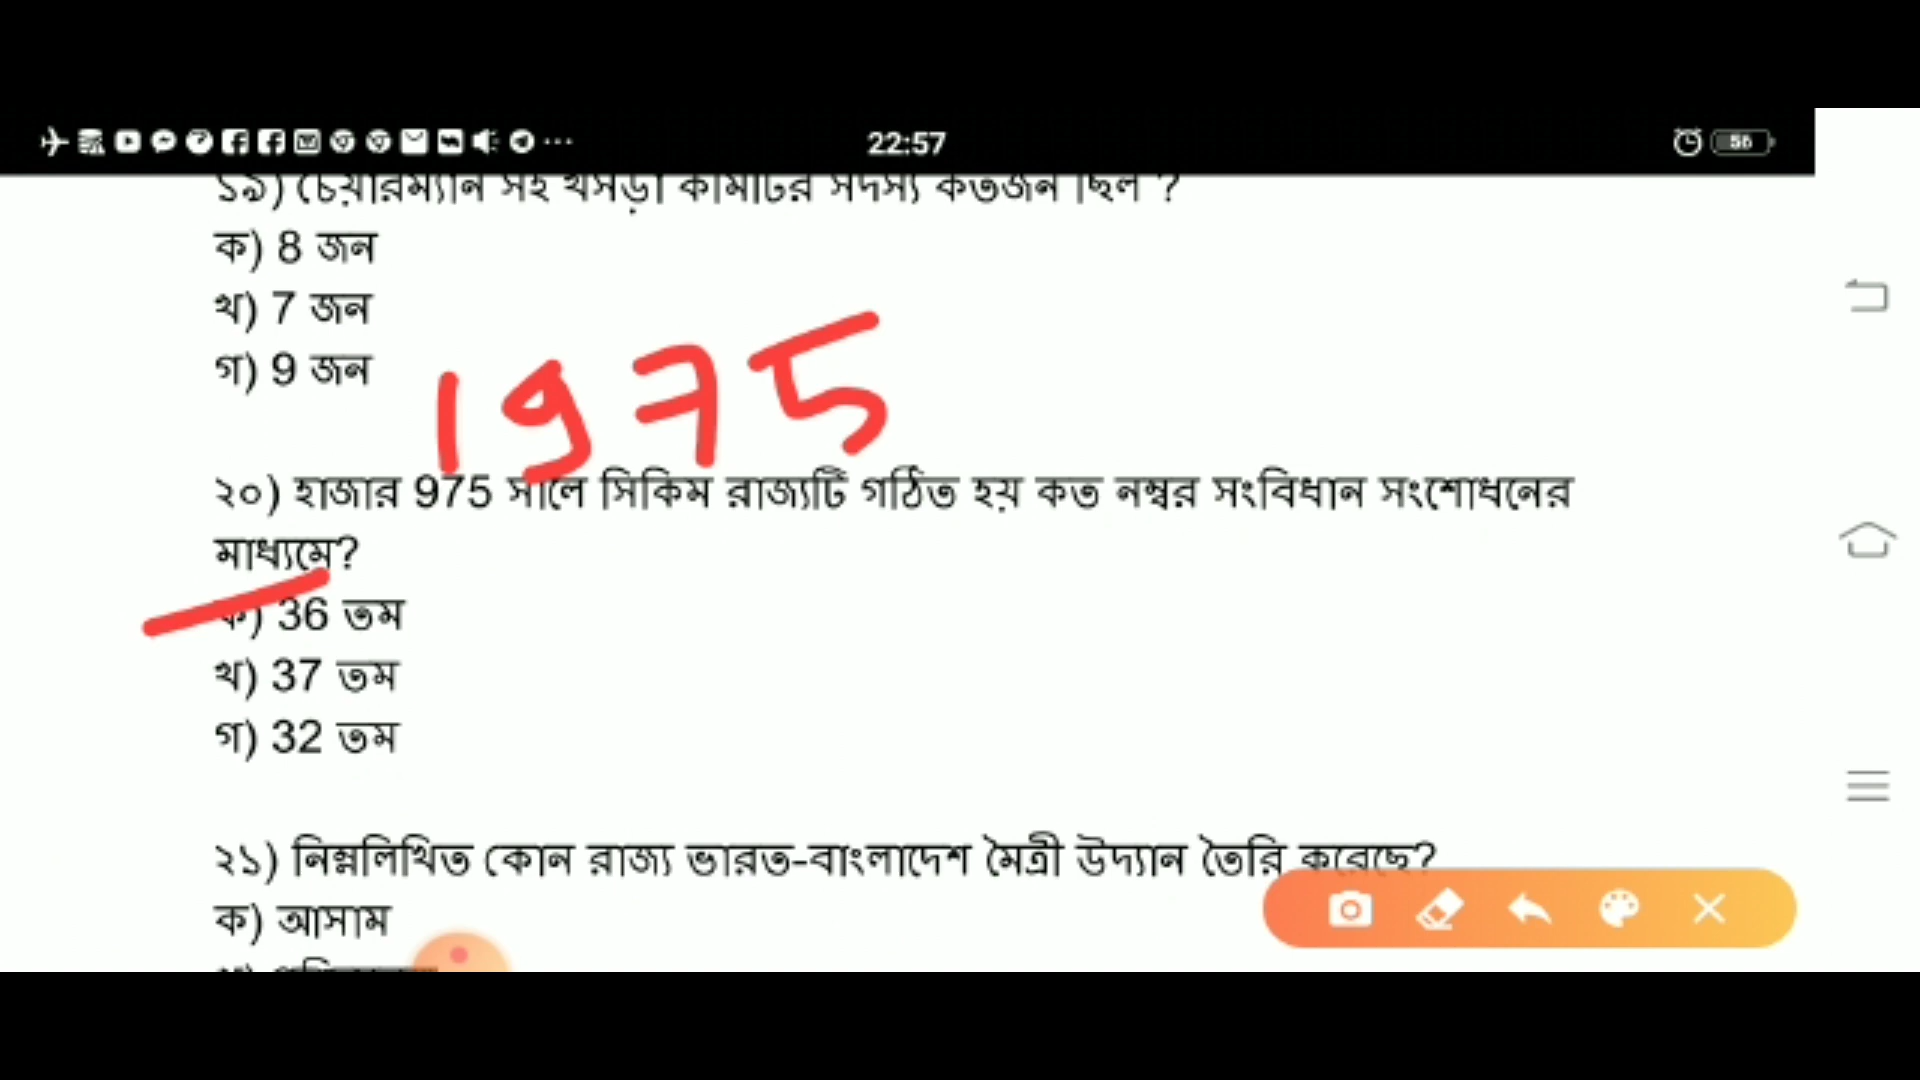 22:57
56
১৯) চেয়ারম্যান সহ খসড়া কমিটির সদস্য কতজন ছিল ?
ক) 8 জন
খ) 7 জন
গ) 9 জন
1975
২০) হাজার 975 সালে সিকিম রাজ্যটি গঠিত হয় কত নম্বর সংবিধান সংশোধনের
মাধ্যমে?
ক) 36 তম
খ) 37 তম
গ) 32 তম
২১) নিম্নলিখিত কোন রাজ্য ভারত-বাংলাদেশ মৈত্রী উদ্যান তৈরি করেছে?
ক) আসাম